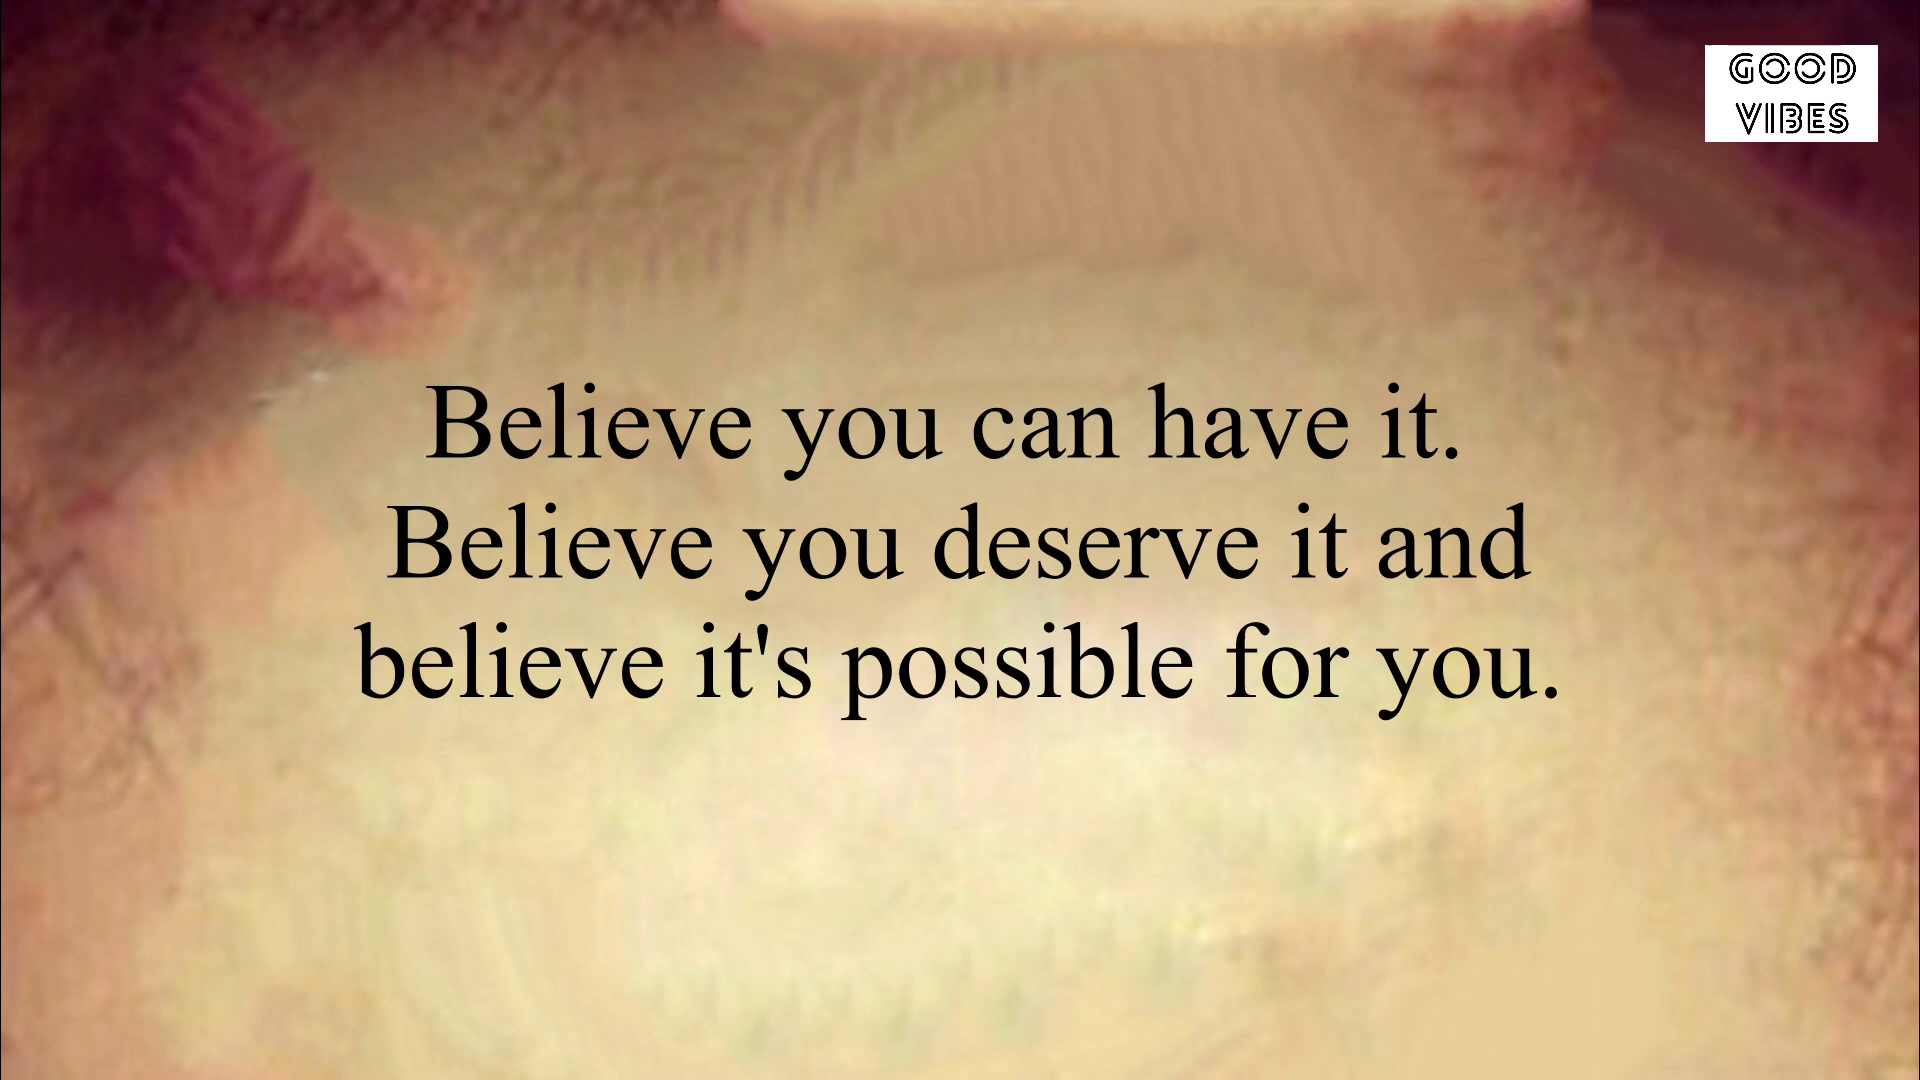 GOOD
VIBES
Believe you can have it.
Believe you deserve it and
believe it's possible for you.